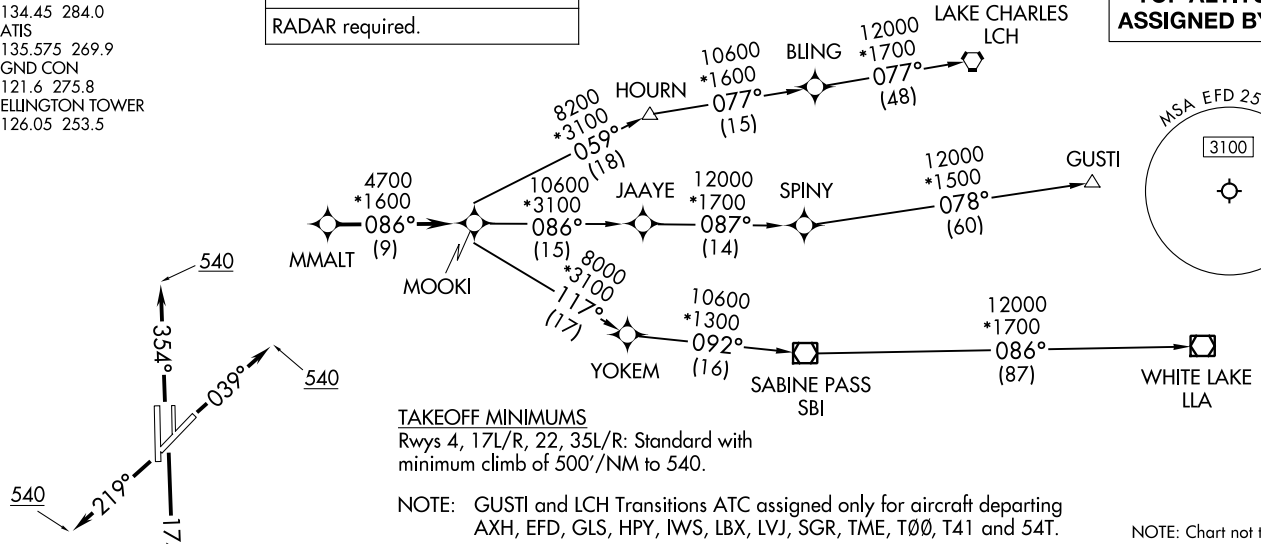 134.45 284.0
ATIS
135.575 269.9
GND CON
121.6 275.8
ELLINGTON TOWER
126.05 253.5
RADAR required.
ASSIGNED BY
LAKE CHARLES
LCH
12000
*1700
077°
(48)
BLING
10600
*1600
077°
(15)
HOURN
8200
*3100
059°
(18)
MSA EFD 25
3100
GUSTI
12000
*1500
078°
(60)
SPINY
12000
*1700
087°
(14)
JAAYE
10600
*3100
086°
(15)
4700
*1600
086°
(9)
MMALT
MOOKI
8000
*3100
117°
(17)
YOKEM
10600
*1300
092°
(16)
SABINE PASS
SBI
12000
*1700
086°
(87)
WHITE LAKE
LLA
540
354°
039°
540
219°
540
TAKEOFF MINIMUMS
Rwys 4, 17L/R, 22, 35L/R: Standard with
minimum climb of 500'/NM to 540.
NOTE: GUSTI and LCH Transitions ATC assigned only for aircraft departing
AXH, EFD, GLS, HPY, IWS, LBX, LVJ, SGR, TME, TØØ, T41 and 54T.
NOTE: Chart not t